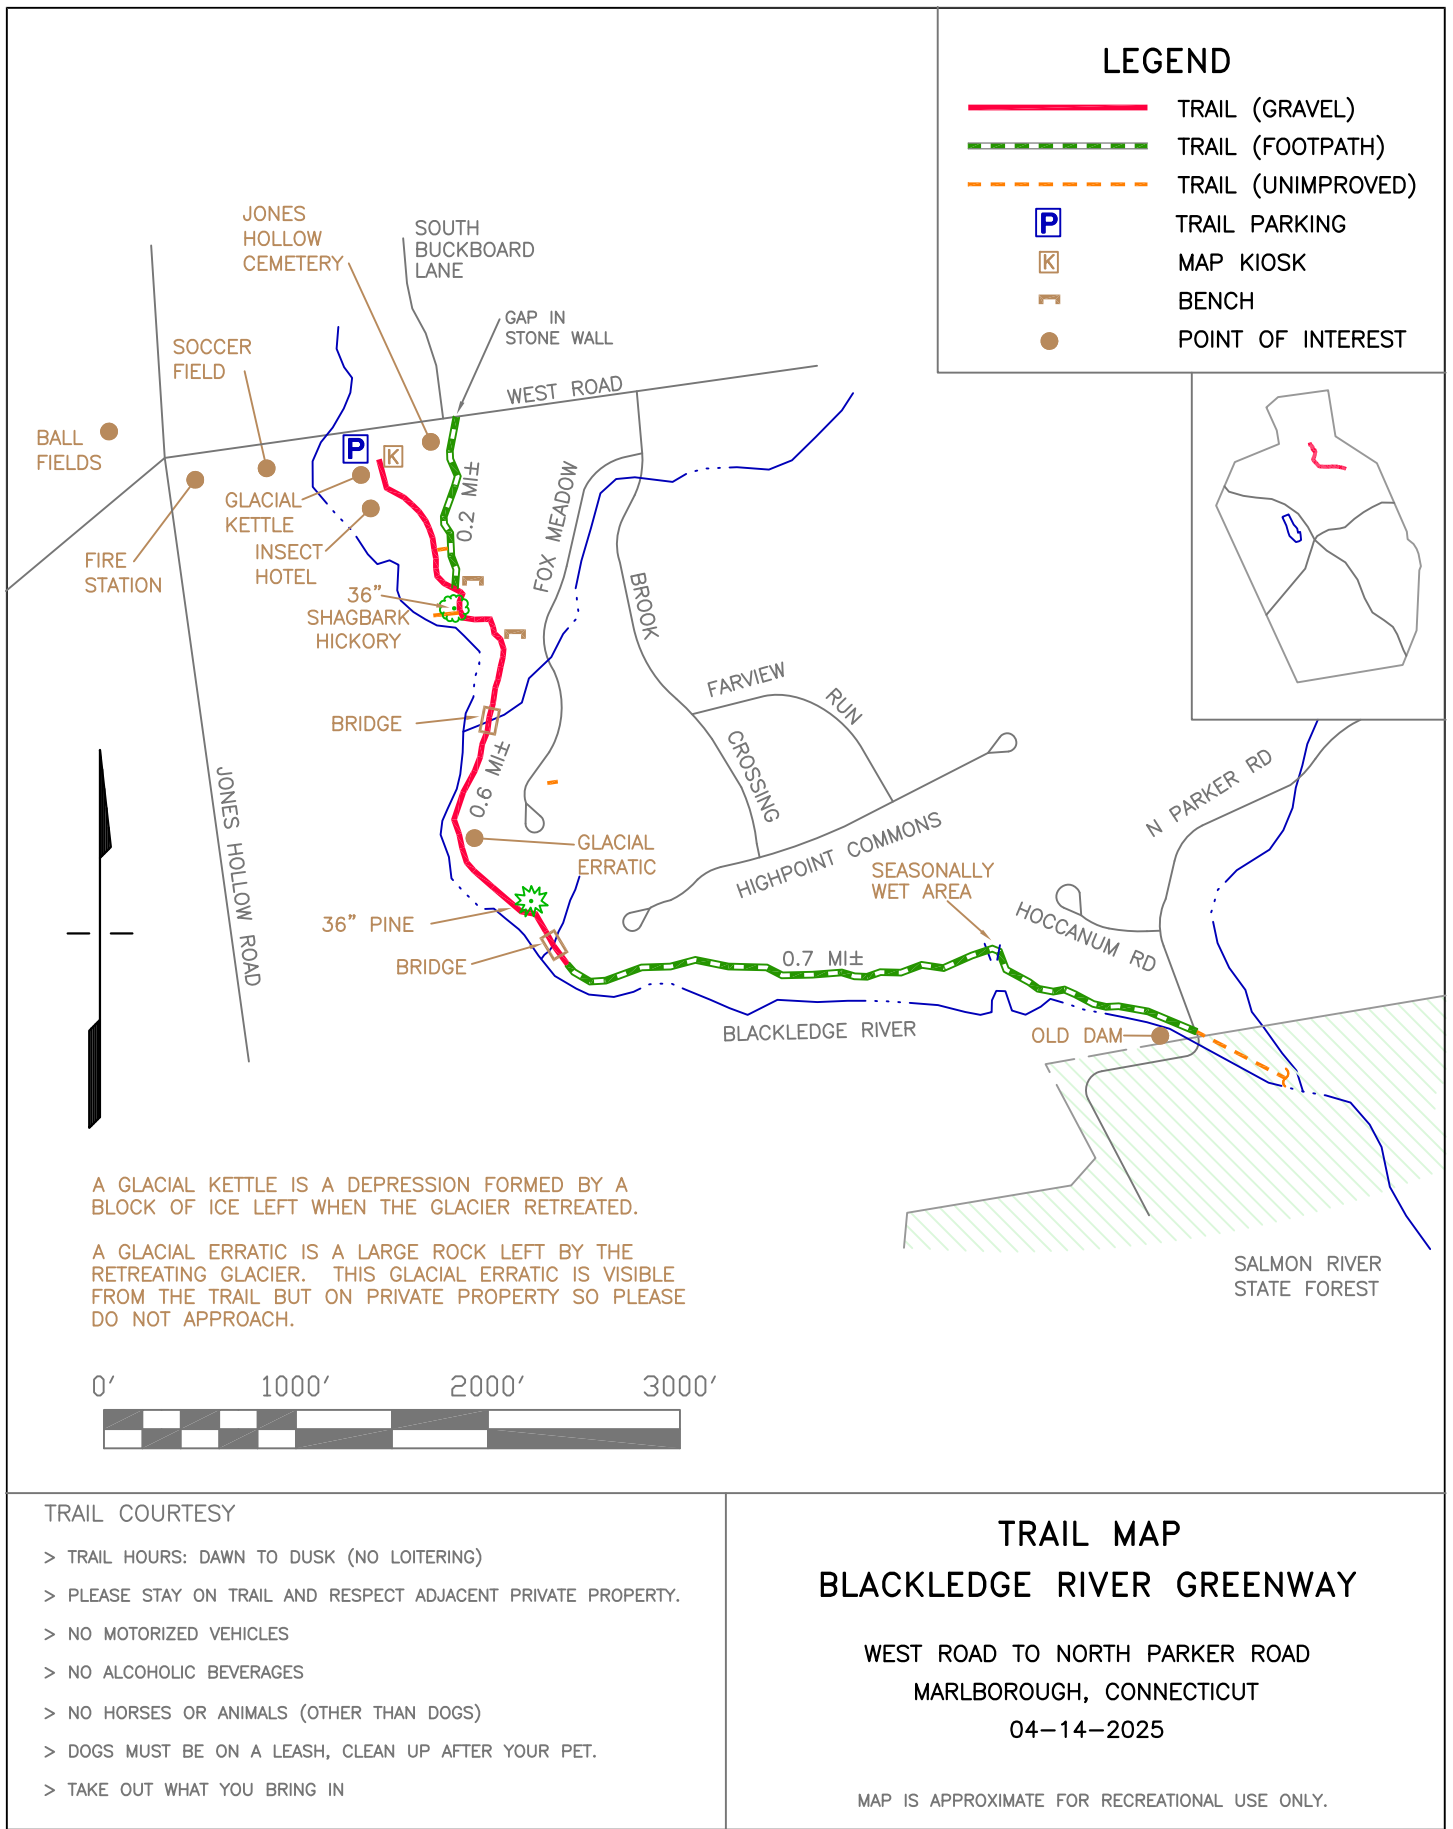 LEGEND
TRAIL (GRAVEL)
TRAIL (FOOTPATH)
TRAIL (UNIMPROVED)
P
TRAIL PARKING
K
MAP KIOSK
BENCH
POINT OF INTEREST
JONES
HOLLOW
CEMETERY
SOUTH
BUCKBOARD
LANE
GAP IN
STONE WALL
SOCCER
FIELD
WEST ROAD
BALL
FIELDS
P
K
GLACIAL
KETTLE
INSECT
HOTEL
FIRE
STATION
0.2 MI±
FOX MEADOW
BROOK
CROSSING
36”
SHAGBARK
HICKORY
FARVIEW
RUN
BRIDGE
0.6 MI±
JONES HOLLOW ROAD
GLACIAL
ERRATIC
HIGHPOINT COMMONS
N PARKER RD
SEASONALLY
WET AREA
HOCCANUM RD
36” PINE
BRIDGE
0.7 MI±
BLACKLEDGE RIVER
OLD DAM
SALMON RIVER
STATE FOREST
A GLACIAL KETTLE IS A DEPRESSION FORMED BY A
BLOCK OF ICE LEFT WHEN THE GLACIER RETREATED.
A GLACIAL ERRATIC IS A LARGE ROCK LEFT BY THE
RETREATING GLACIER. THIS GLACIAL ERRATIC IS VISIBLE
FROM THE TRAIL BUT ON PRIVATE PROPERTY SO PLEASE
DO NOT APPROACH.
0' 1000' 2000' 3000'
TRAIL COURTESY
> TRAIL HOURS: DAWN TO DUSK (NO LOITERING)
> PLEASE STAY ON TRAIL AND RESPECT ADJACENT PRIVATE PROPERTY.
> NO MOTORIZED VEHICLES
> NO ALCOHOLIC BEVERAGES
> NO HORSES OR ANIMALS (OTHER THAN DOGS)
> DOGS MUST BE ON A LEASH, CLEAN UP AFTER YOUR PET.
> TAKE OUT WHAT YOU BRING IN
TRAIL MAP
BLACKLEDGE RIVER GREENWAY
WEST ROAD TO NORTH PARKER ROAD
MARLBOROUGH, CONNECTICUT
04-14-2025
MAP IS APPROXIMATE FOR RECREATIONAL USE ONLY.